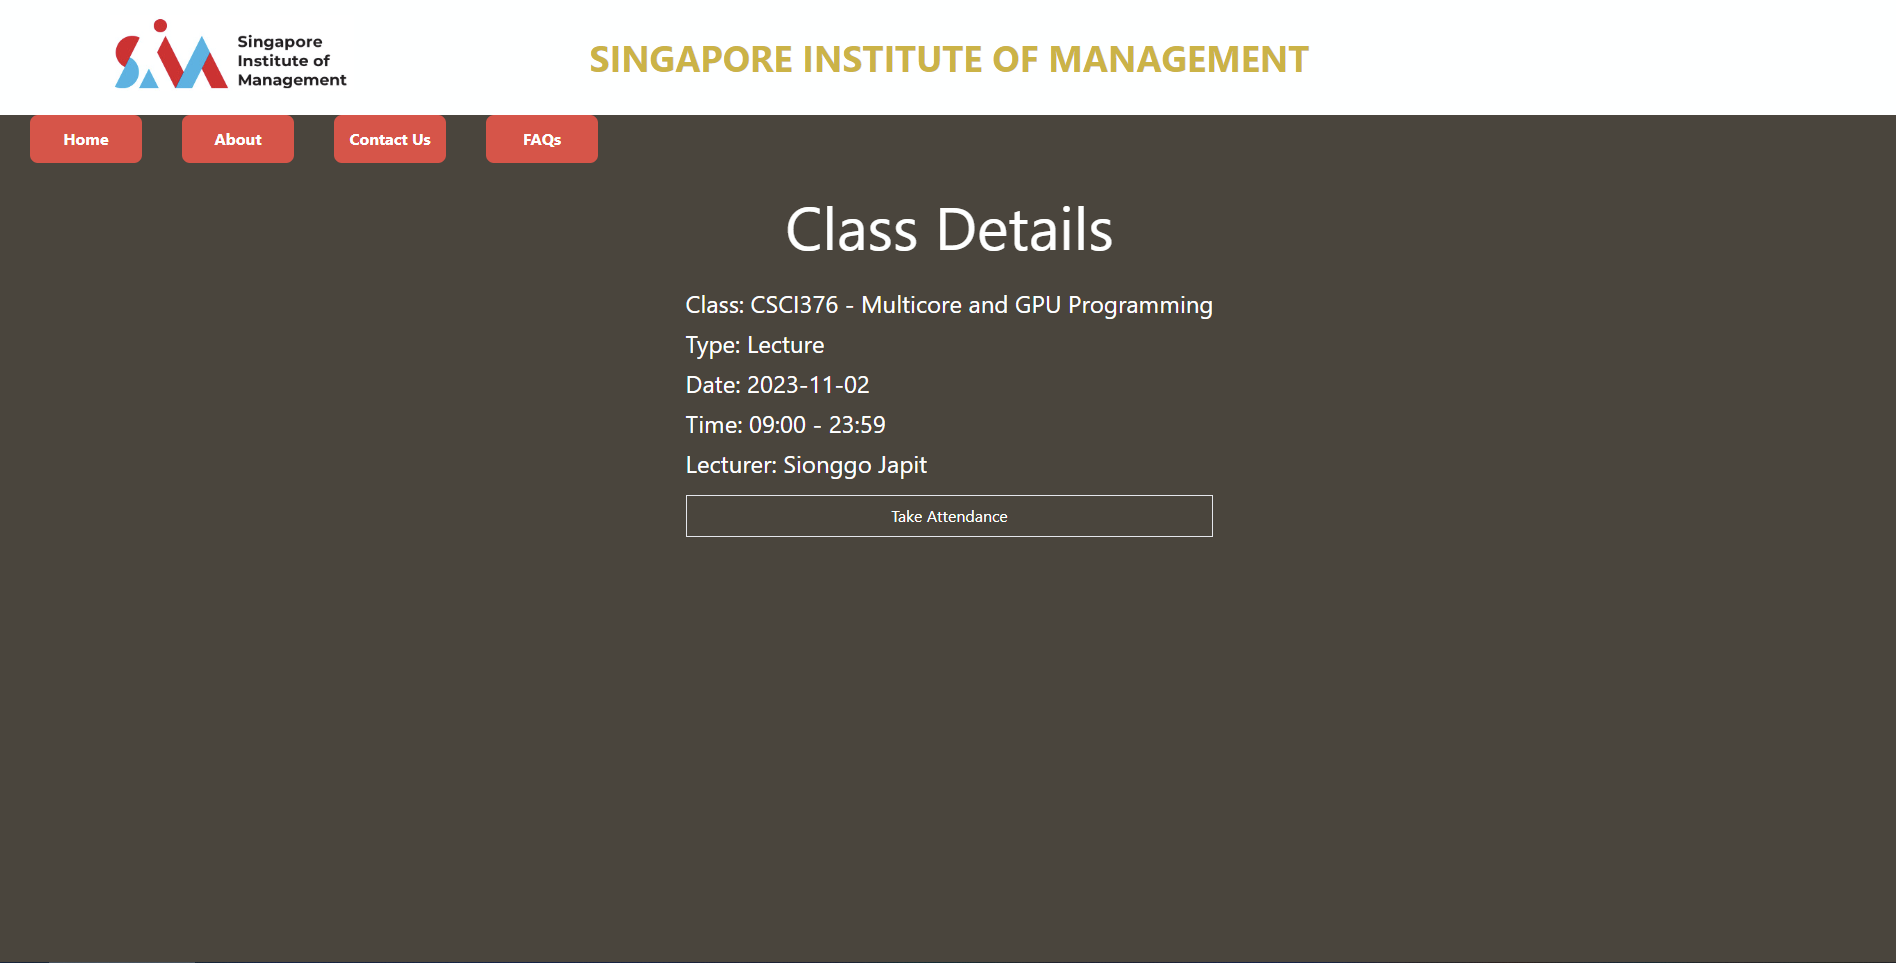 Singapore
Institute of
Management
SINGAPORE INSTITUTE OF MANAGEMENT
Home
About
Contact Us
FAQs
Class Details
Class: CSCI376 - Multicore and GPU Programming
Type: Lecture
Date: 2023-11-02
Time: 09:00 - 23:59
Lecturer: Sionggo Japit
Take Attendance